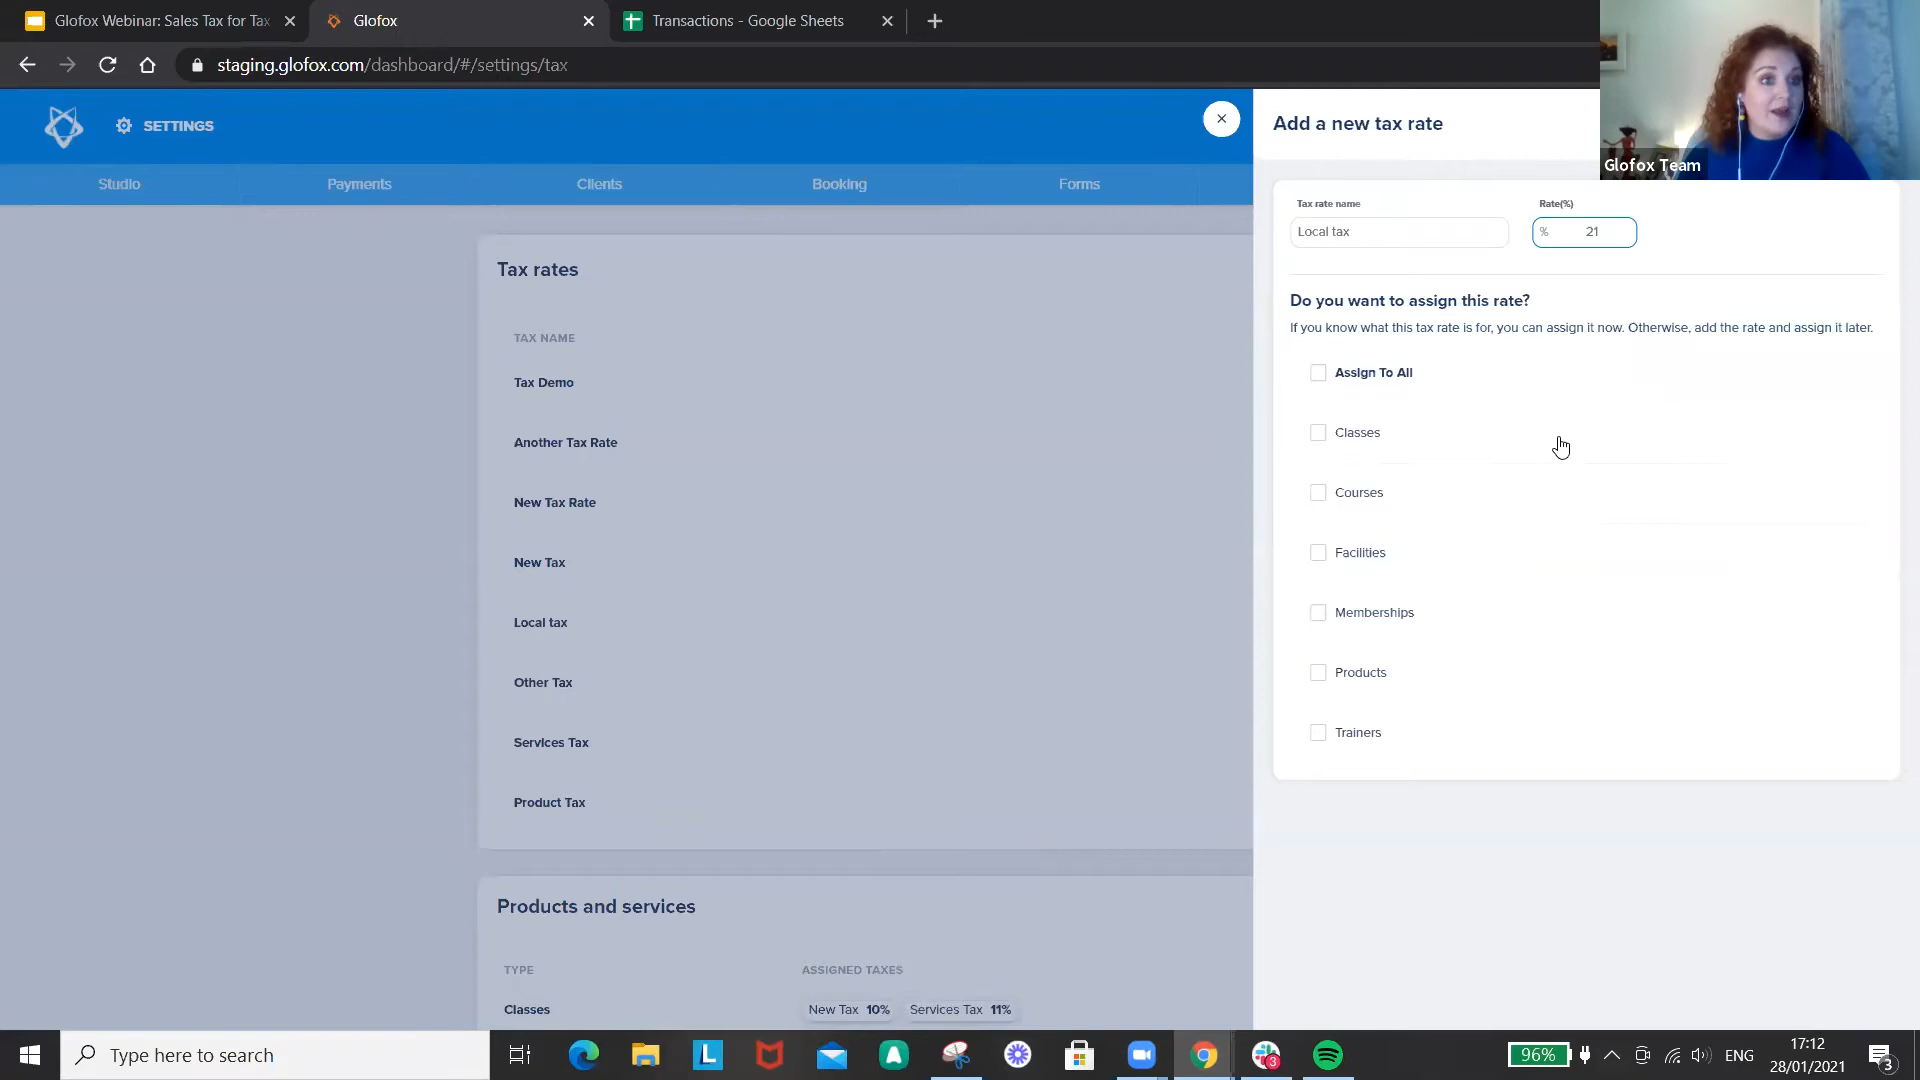 Glofox Webinar: Sales Tax for Tax
Glofox
Transactions - Google Sheets
staging.glofox.com/dashboard/#/settings/tax
SETTINGS
Studio
Payments
Clients
Booking
Forms
Add a new tax rate
Glofox Team
Tax rate name
Rate(%)
Local tax
% 21
Do you want to assign this rate?
If you know what this tax rate is for, you can assign it now. Otherwise, add the rate and assign it later.
Assign To All
Classes
Courses
Facilities
Memberships
Products
Trainers
Tax rates
TAX NAME
Tax Demo
Another Tax Rate
New Tax Rate
New Tax
Local tax
Other Tax
Services Tax
Product Tax
Products and services
TYPE
ASSIGNED TAXES
Classes
New Tax 10%
Services Tax 11%
Type here to search
L
A
3
96%
ENG
17:12
28/01/2021
3